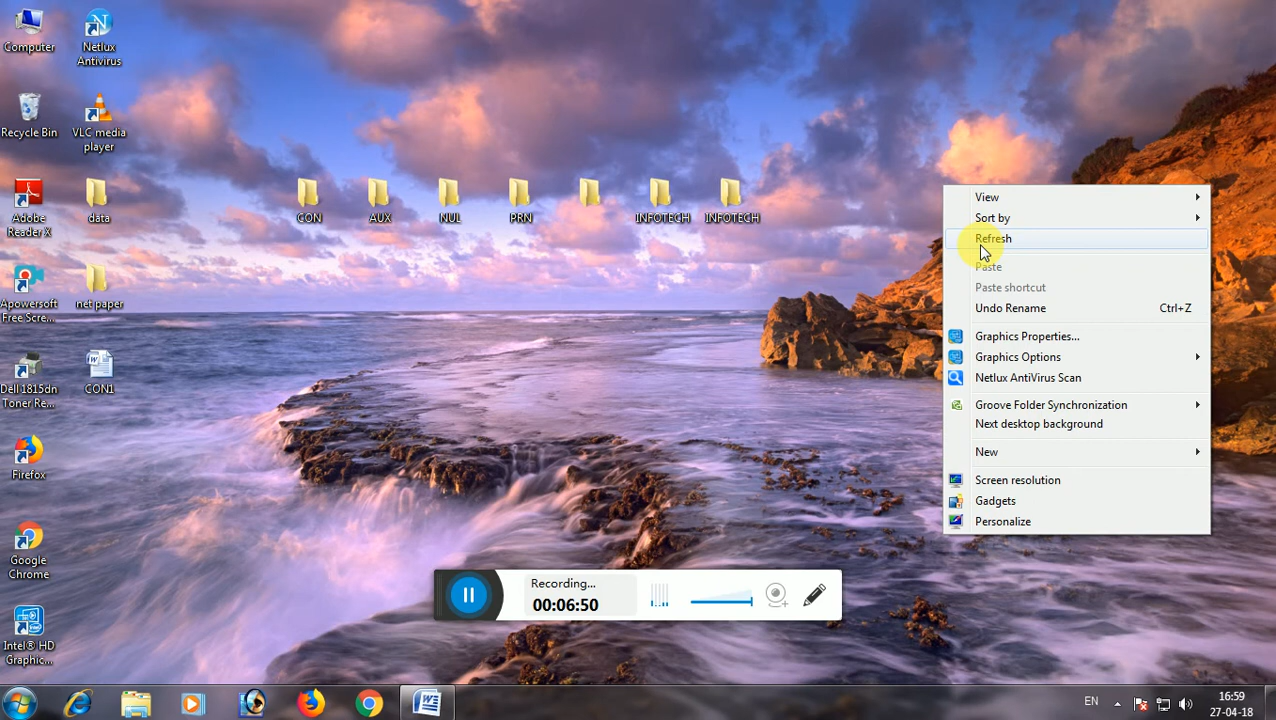 Computer
Netlux
Antivirus
Recycle Bin
VLC media
player
Adobe
Reader X
data
CON
AUX
NUL
PRN
INFOTECH
INFOTECH
Apowersoft
Free Scre...
net paper
Dell 1815dn
Toner Re...
CON1
Firefox
Google
Chrome
Intel® HD
Graphic...
View
Sort by
Refresh
Paste
Paste shortcut
Undo Rename Ctrl+Z
Graphics Properties...
Graphics Options
Netlux AntiVirus Scan
Groove Folder Synchronization
Next desktop background
New
Screen resolution
Gadgets
Personalize
Recording...
00:06:50
EN
16:59
27-04-18